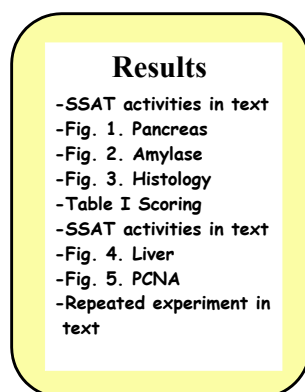 Results
-SSAT activities in text
-Fig. 1. Pancreas
-Fig. 2. Amylase
-Fig. 3. Histology
-Table I Scoring
-SSAT activities in text
-Fig. 4. Liver
-Fig. 5. PCNA
-Repeated experiment in
text